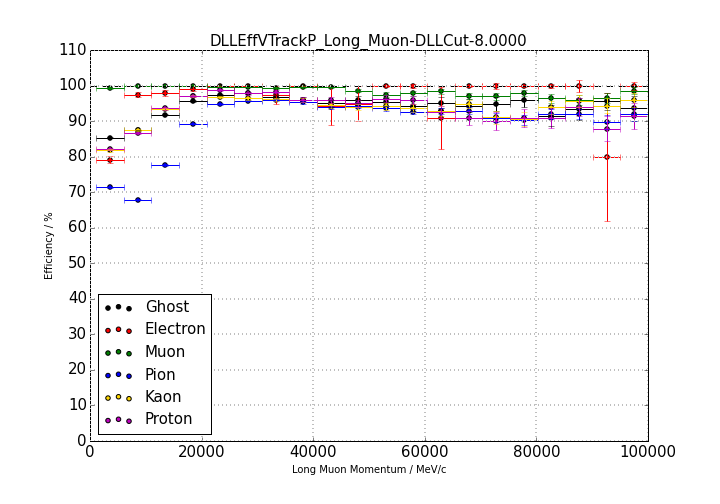 DLLEffVTrackP_Long_Muon-DLLCut-8.0000
110
100
90
80
70
60
50
40
30
20
10
0
Efficiency / %
Ghost
Electron
Muon
Pion
Kaon
Proton
0 20000 40000 60000 80000 100000
Long Muon Momentum / MeV/c